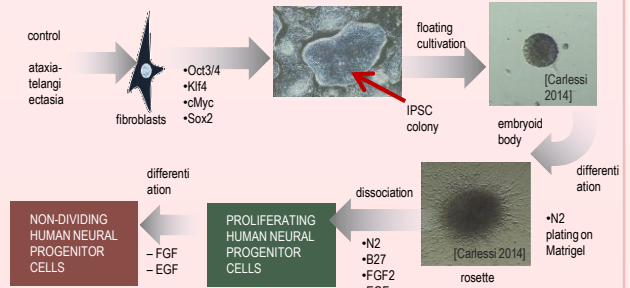 control
ataxia-
telangi
ectasia
fibroblasts
•Oct3/4
•Klf4
•cMyc
•Sox2
IPSC
colony
floating
cultivation
[Carlessi
2014]
embryoid
body
differenti
ation
•N2
plating on
Matrigel
[Carlessi 2014]
rosette
dissociation
•N2
•B27
•FGF2
•EGF
PROLIFERATING
HUMAN NEURAL
PROGENITOR
CELLS
differenti
ation
– FGF
– EGF
NON-DIVIDING
HUMAN NEURAL
PROGENITOR
CELLS